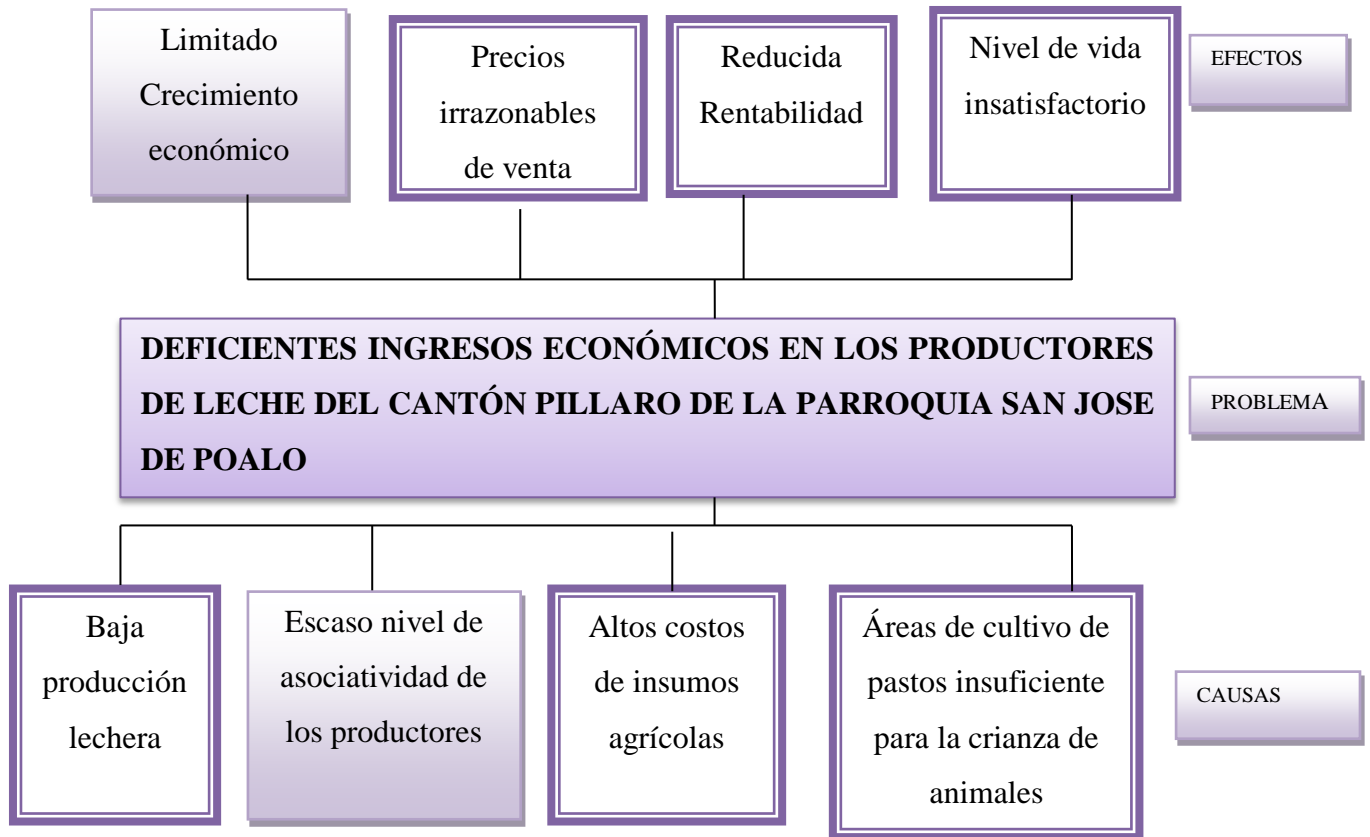 Limitado
Crecimiento
económico
Precios
irrazonables
de venta
Reducida
Rentabilidad
Nivel de vida
insatisfactorio
EFECTOS
DEFICIENTES INGRESOS ECONÓMICOS EN LOS PRODUCTORES
DE LECHE DEL CANTÓN PILLARO DE LA PARROQUIA SAN JOSE
DE POALO
PROBLEMA
Baja
producción
lechera
Escaso nivel de
asociatividad de
los productores
Altos costos
de insumos
agrícolas
Áreas de cultivo de
pastos insuficiente
para la crianza de
animales
CAUSAS